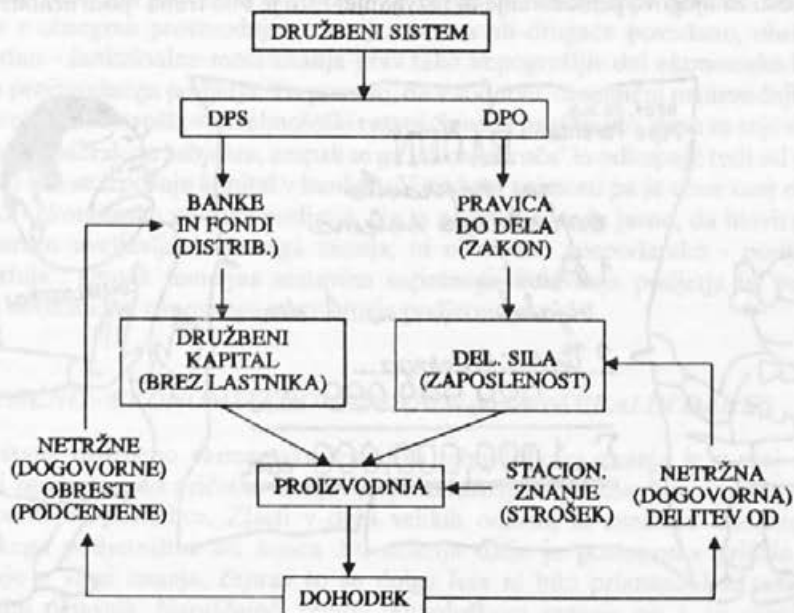 DRUŽBENI SISTEM
DPS
DPO
BANKE
IN FONDI
(DISTRIB.)
PRAVICA
DO DELA
(ZAKON)
DRUŽBENI
KAPITAL
(BREZ LASTNIKA)
DEL. SILA
(ZAPOSLENOST)
NETRŽNE
(DOGOVORNE)
OBRESTI
(PODCENJENE)
PROIZVODNJA
STACION.
ZNANJE
(STROŠEK)
NETRŽNA
(DOGOVORNA)
DELITEV OD
DOHODEK